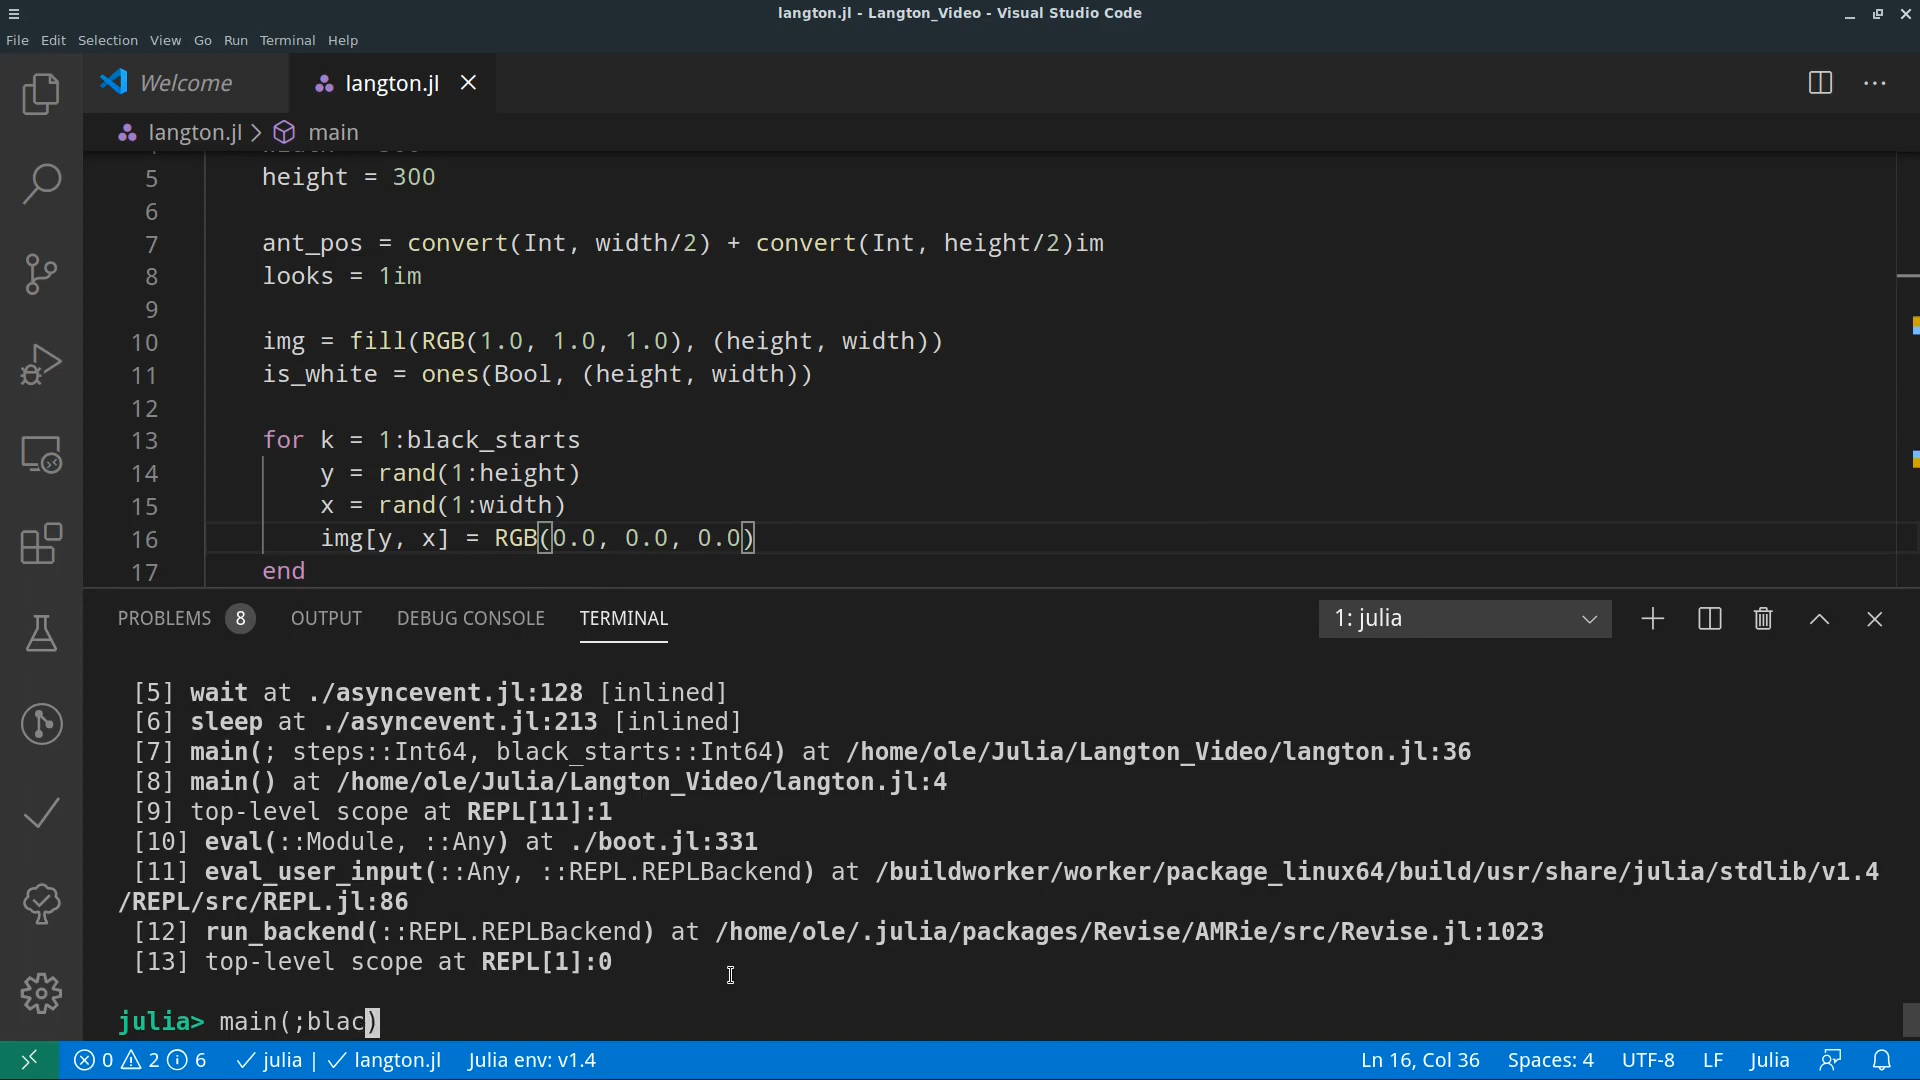 langton.jl - Langton_Video - Visual Studio Code
File Edit Selection View Go Run Terminal Help
Welcome langton.jl
langton.jl > main
5 height = 300
6
7 ant_pos = convert(Int, width/2) + convert(Int, height/2)im
8 looks = 1im
9
10 img = fill(RGB(1.0, 1.0, 1.0), (height, width))
11 is_white = ones(Bool, (height, width))
12
13 for k = 1:black_starts
14 y = rand(1:height)
15 x = rand(1:width)
16 img[y, x] = RGB(0.0, 0.0, 0.0)
17 end
PROBLEMS 8 OUTPUT DEBUG CONSOLE TERMINAL 1: julia
[5] wait at ./asyncevent.jl:128 [inlined]
[6] sleep at ./asyncevent.jl:213 [inlined]
[7] main(; steps::Int64, black_starts::Int64) at /home/ole/Julia/Langton_Video/langton.jl:36
[8] main() at /home/ole/Julia/Langton_Video/langton.jl:4
[9] top-level scope at REPL[11]:1
[10] eval(::Module, ::Any) at ./boot.jl:331
[11] eval_user_input(::Any, ::REPL.REPLBackend) at /buildworker/worker/package_linux64/build/usr/share/julia/stdlib/v1.4
/REPL/src/REPL.jl:86
[12] run_backend(::REPL.REPLBackend) at /home/ole/.julia/packages/Revise/AMRie/src/Revise.jl:1023
[13] top-level scope at REPL[1]:0
julia> main(;blac)
0 2 6 julia | langton.jl Julia env: v1.4 Ln 16, Col 36 Spaces: 4 UTF-8 LF Julia